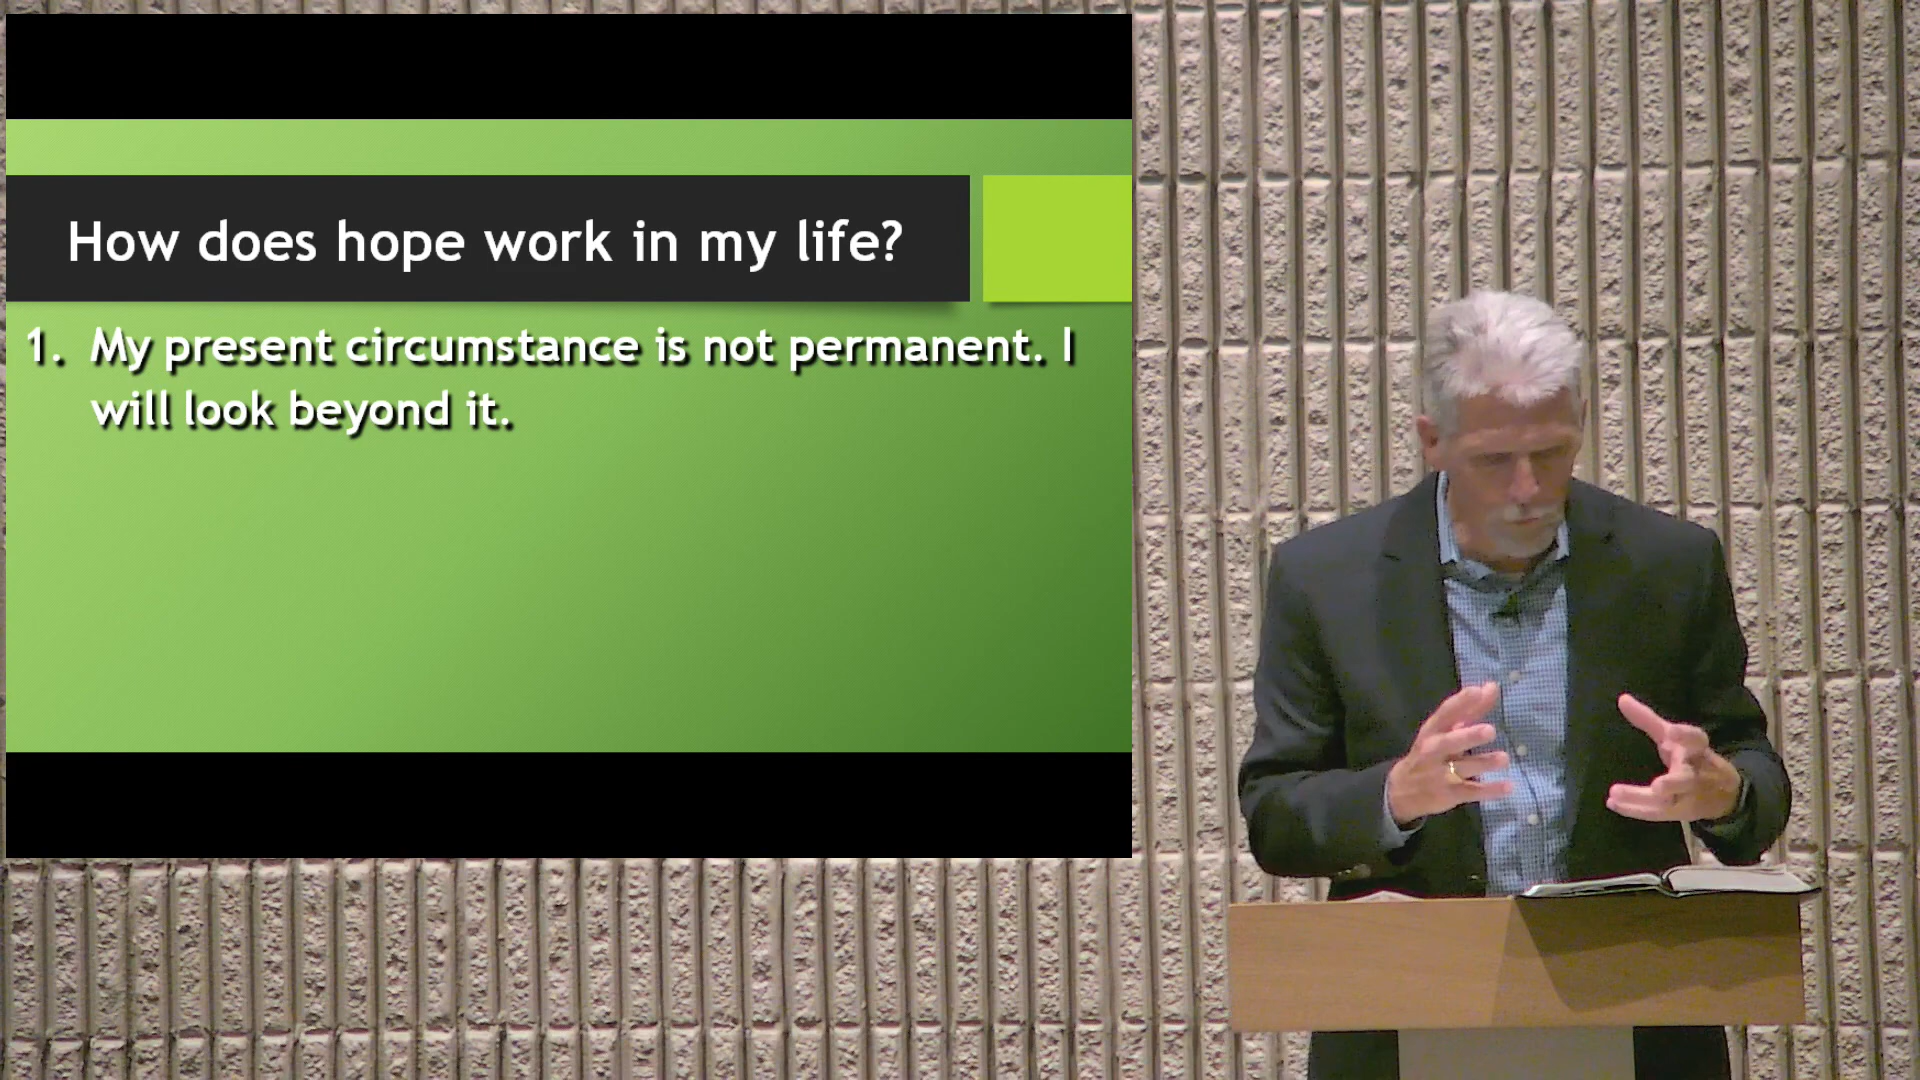 How does hope work in my life?
1. My present circumstance is not permanent. I
will look beyond it.